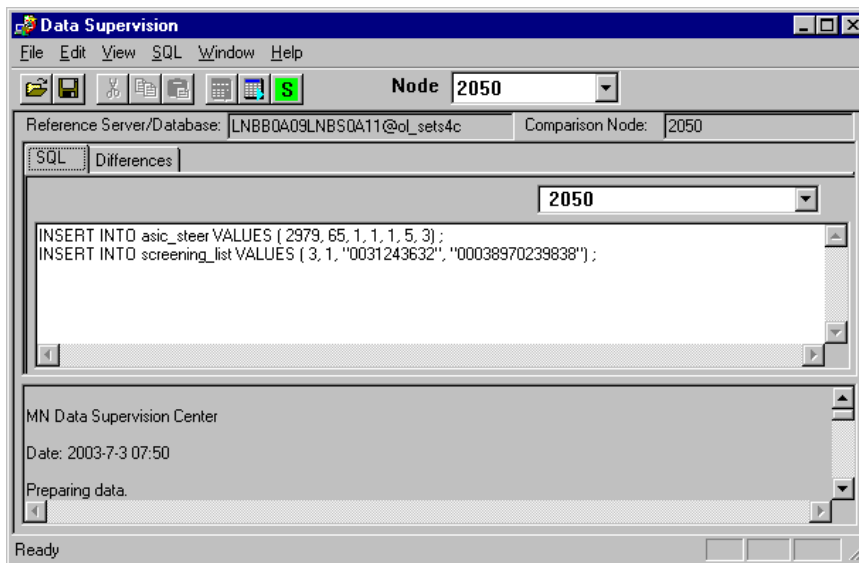 Data Supervision
File Edit View SQL Window Help
S
Node 2050
Reference Server/Database: LNBB0A09LNBS0A11@ol_sets4c Comparison Node: 2050
SQL Differences
2050
INSERT INTO asic_steer VALUES ( 2979, 65, 1, 1, 1, 5, 3) ;
INSERT INTO screening_list VALUES ( 3, 1, "0031243632", "00038970239838") ;
MN Data Supervision Center
Date: 2003-7-3 07:50
Preparing data.
Ready